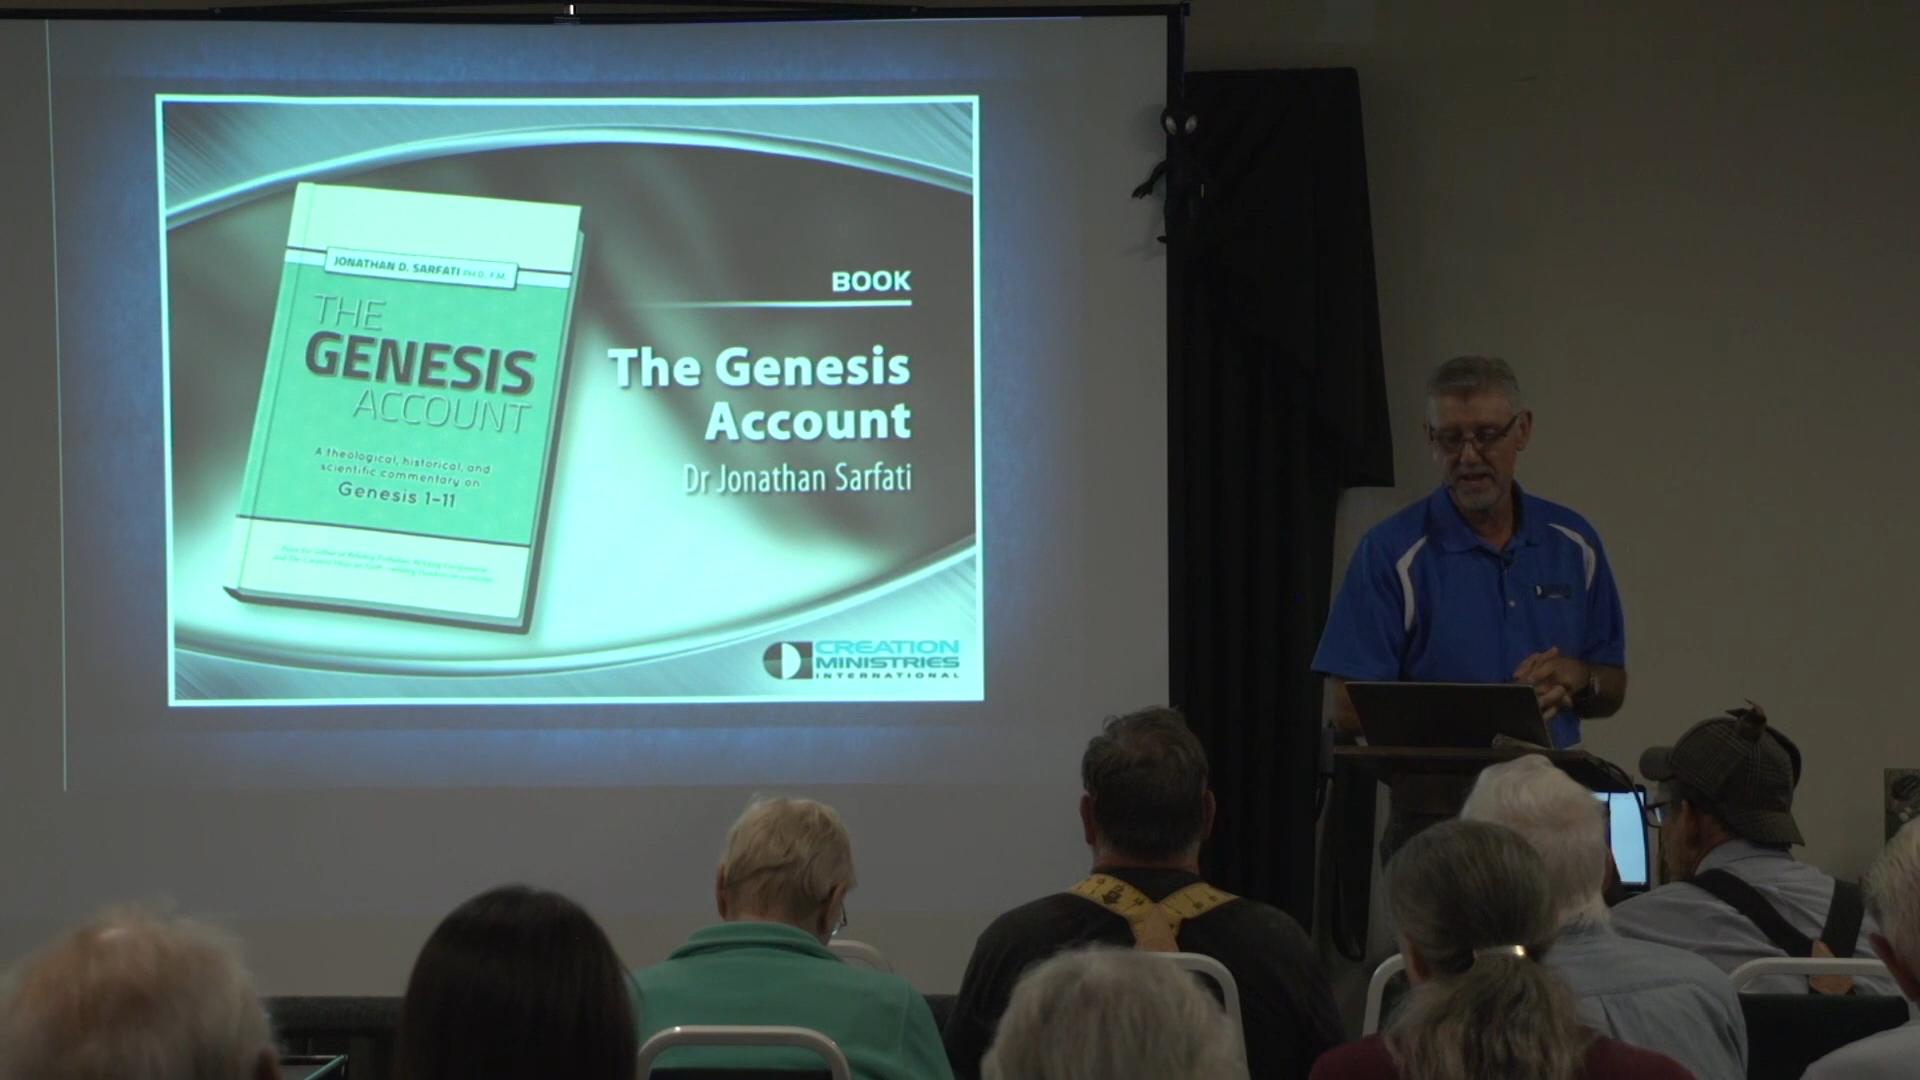 JONATHAN D. SARFATI PH.D., F.M.
THE
GENESIS
ACCOUNT
A theological, historical, and
scientific commentary on
Genesis 1–11
BOOK
The Genesis
Account
Dr Jonathan Sarfati
CREATION
MINISTRIES
INTERNATIONAL